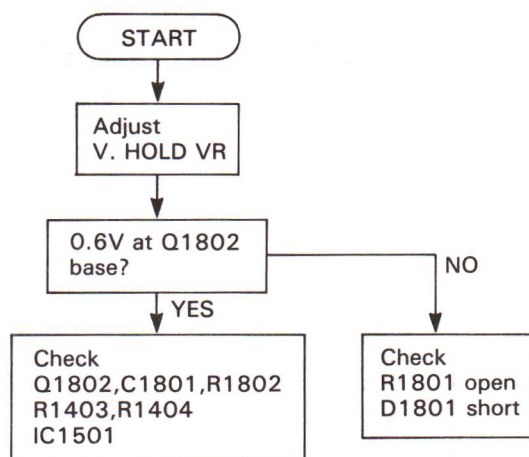 START
Adjust
V. HOLD VR
0.6V at Q1802
base?
NO
YES
Check
Q1802,C1801,R1802
R1403,R1404
IC1501
Check
R1801 open
D1801 short